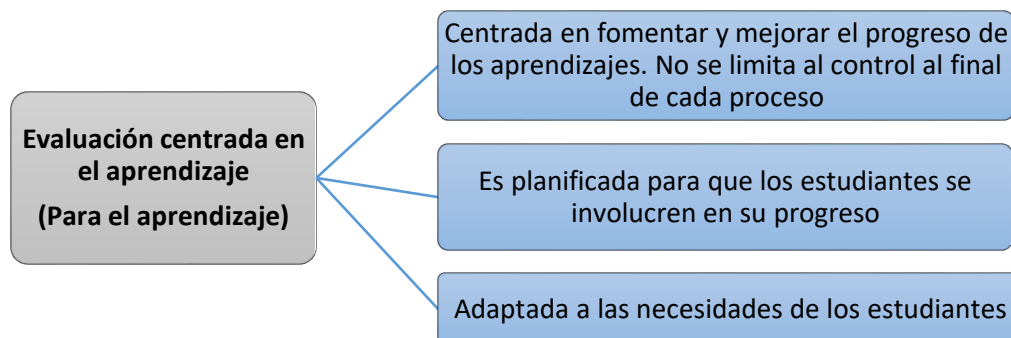 Evaluación centrada en
el aprendizaje
(Para el aprendizaje)
Centrada en fomentar y mejorar el progreso de
los aprendizajes. No se limita al control al final
de cada proceso
Es planificada para que los estudiantes se
involucren en su progreso
Adaptada a las necesidades de los estudiantes